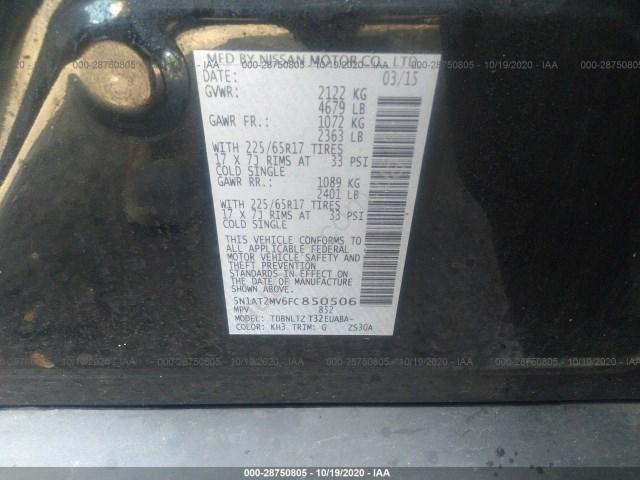 MFD BY NISSAN MOTOR CO., LTD.
DATE: 03/15
GVWR: 2122 KG
4679 LB
GAWR FR.: 1072 KG
2363 LB
WITH 225/65R17 TIRES
17 X 7J RIMS AT 33 PSI
COLD SINGLE
GAWR RR.: 1089 KG
2401 LB
WITH 225/65R17 TIRES
17 X 7J RIMS AT 33 PSI
COLD SINGLE
THIS VEHICLE CONFORMS TO
ALL APPLICABLE FEDERAL
MOTOR VEHICLE SAFETY AND
THEFT PREVENTION
STANDARDS IN EFFECT ON THE
DATE OF MANUFACTURE
SHOWN ABOVE.
5N1AT2MV6FC850506
MPV 852
MODEL: TDBNLTZ T32EUABA-
COLOR: KH3 TRIM: G ZS30A
000-28750805 - 10/19/2020 - IAA